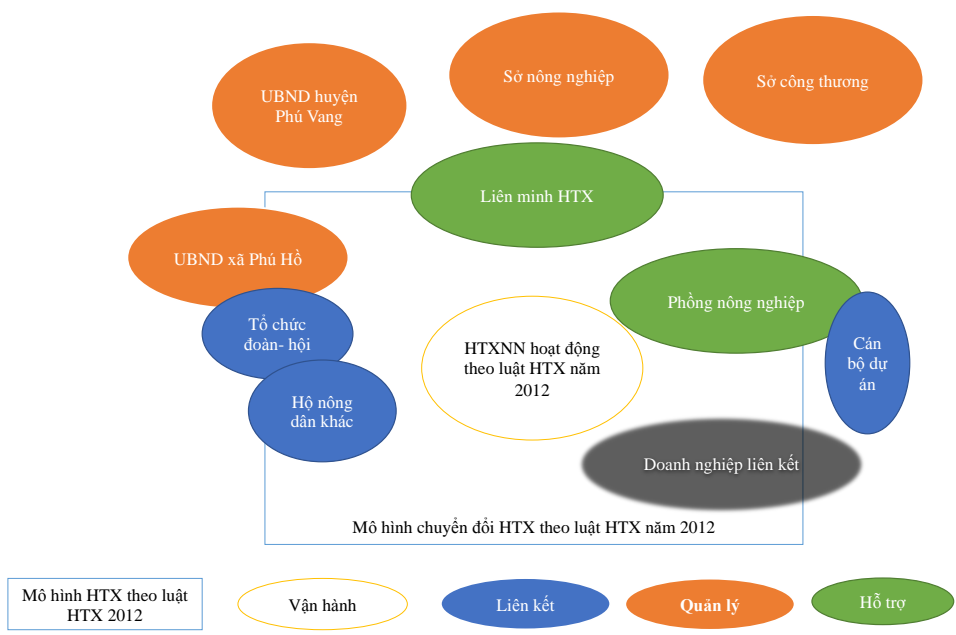 UBND huyện
Phú Vang
Sở nông nghiệp
Sở công thương
Liên minh HTX
UBND xã Phú Hồ
Phồng nông nghiệp
Tổ chức
đoàn- hội
Cán
bộ dự
án
HTXNN hoạt động
theo luật HTX năm
2012
Hộ nông
dân khác
Doanh nghiệp liên kết
Mô hình chuyển đổi HTX theo luật HTX năm 2012
Mô hình HTX theo luật
HTX 2012
Vận hành
Liên kết
Quản lý
Hỗ trợ